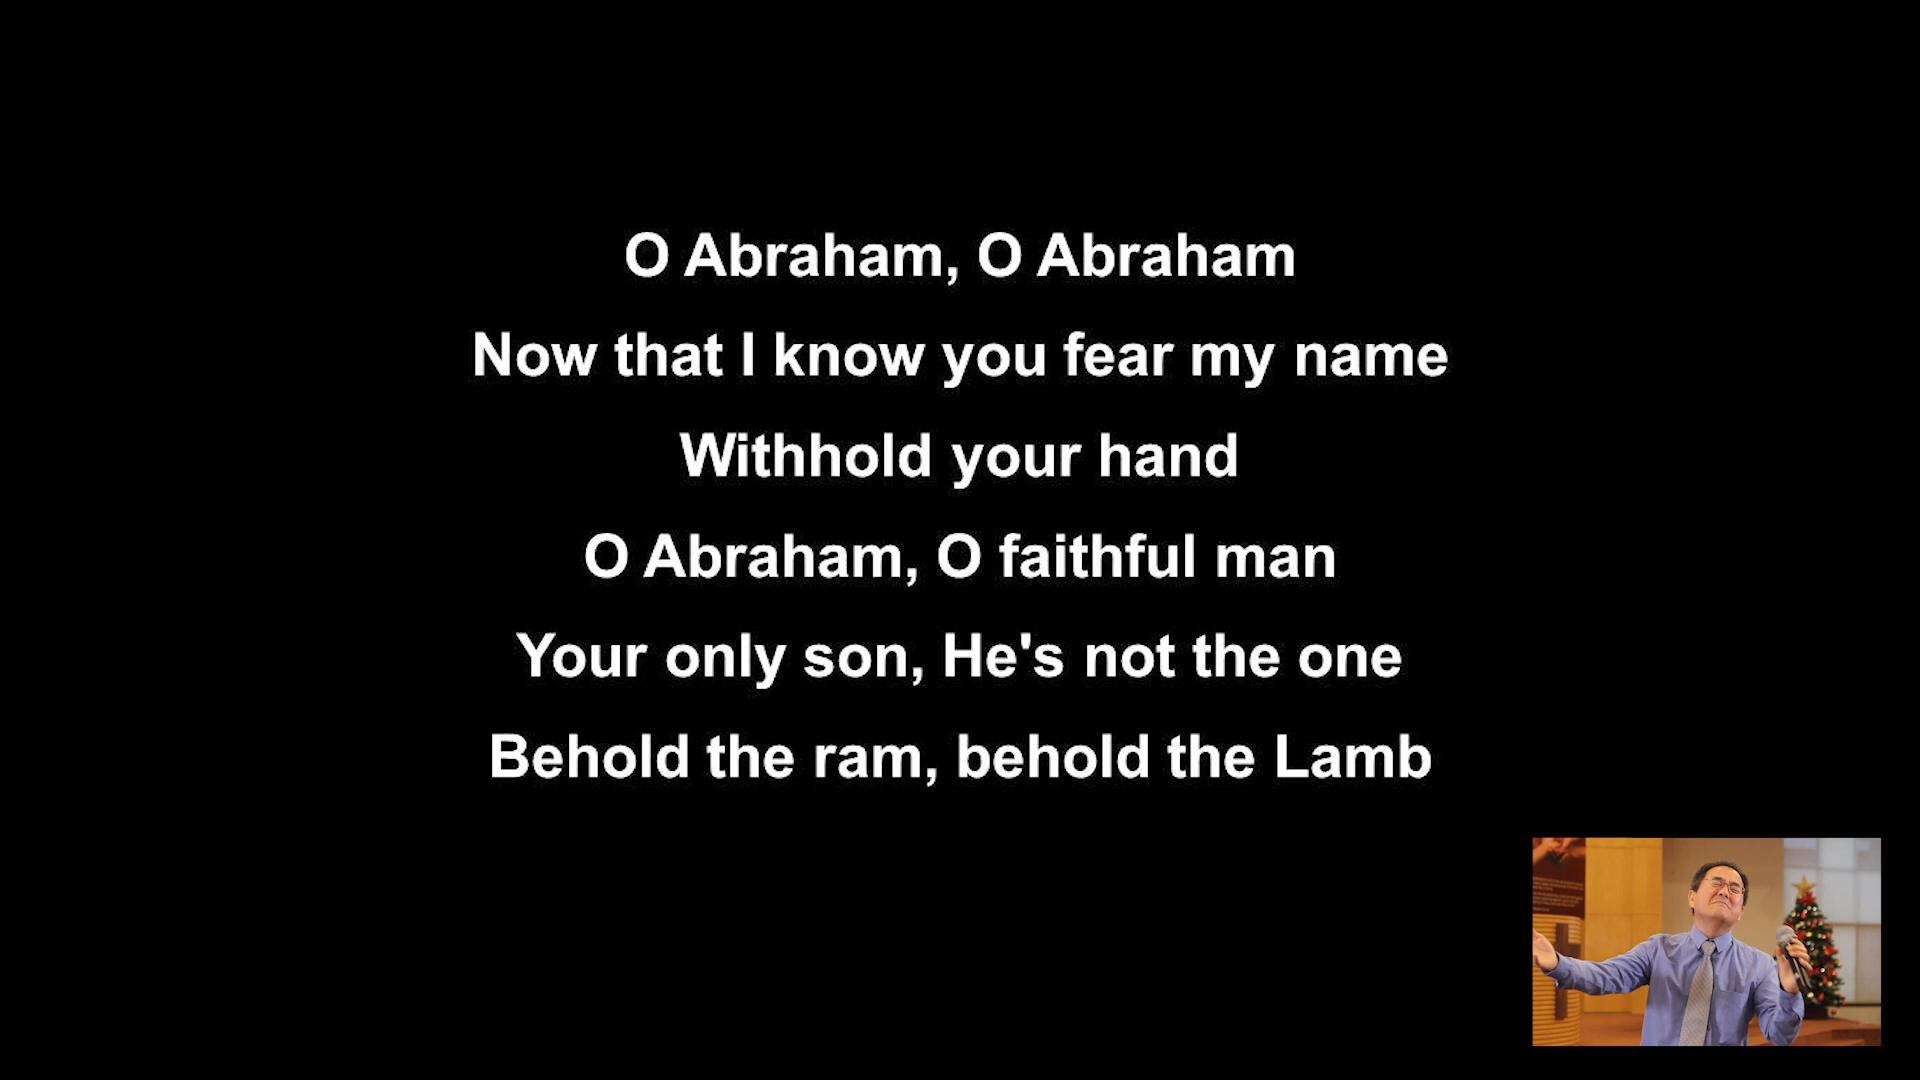 O Abraham, O Abraham
Now that I know you fear my name
Withhold your hand
O Abraham, O faithful man
Your only son, He's not the one
Behold the ram, behold the Lamb